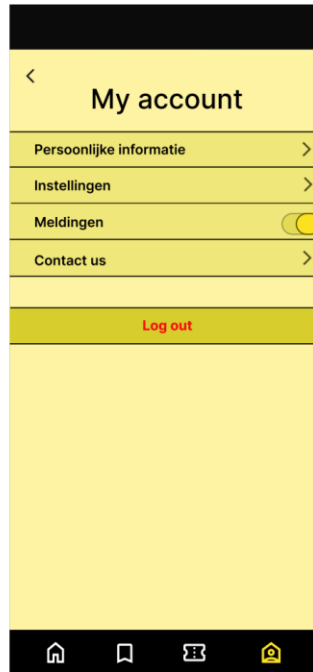 My account
Persoonlijke informatie
Instellingen
Meldingen
Contact us
Log out